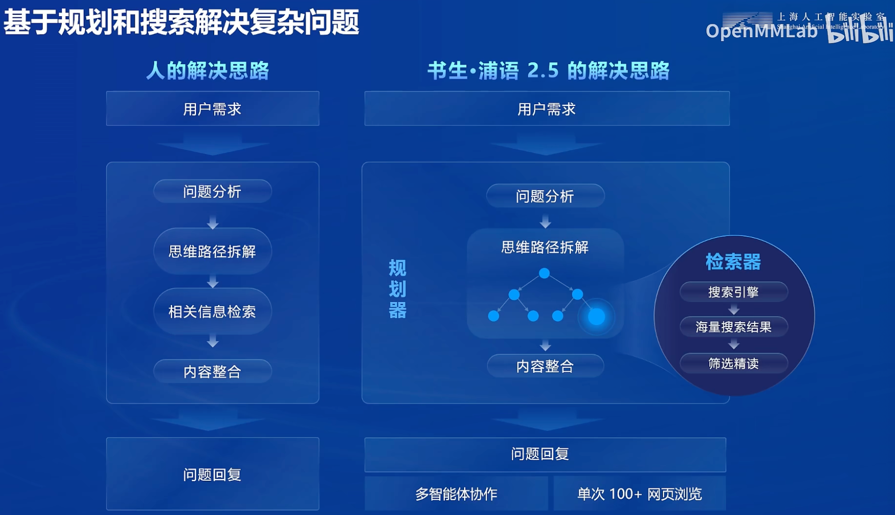 基于规划和搜索解决复杂问题
上海人工智能实验室
OpenMMLab bilibili
人的解决思路
用户需求
问题分析
思维路径拆解
相关信息检索
内容整合
问题回复
书生·浦语 2.5 的解决思路
用户需求
规划器
问题分析
思维路径拆解
内容整合
检索器
搜索引擎
海量搜索结果
筛选精读
问题回复
多智能体协作
单次 100+ 网页浏览